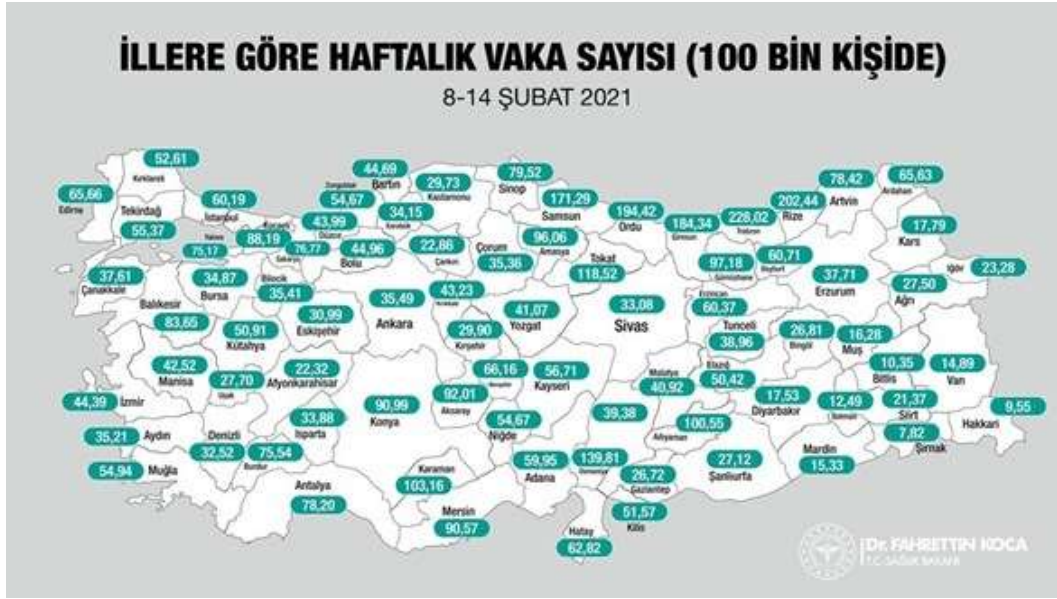 İLLERE GÖRE HAFTALIK VAKA SAYISI (100 BİN KİŞİDE)
8-14 ŞUBAT 2021
52,61
Kırklareli
65,66
Edirne
Tekirdağ
55,37
60,19
İstanbul
Kocaeli
88,19
75,17
Sakarya
76,77
Zonguldak
54,67
43,99
Düzce
44,69
Bartın
34,15
Karabük
29,73
Kastamonu
79,52
Sinop
171,29
Samsun
194,42
Ordu
184,34
Giresun
228,02
Trabzon
202,44
Rize
78,42
Artvin
65,63
Ardahan
17,79
Kars
Iğdır
23,28
27,50
Ağrı
37,71
Erzurum
60,71
Bayburt
97,18
Gümüşhane
Erzincan
60,37
Tunceli
38,96
96,06
Amasya
Tokat
118,52
Çorum
35,36
22,86
Çankırı
44,96
Bolu
Bilecik
35,41
34,87
Bursa
37,61
Çanakkale
Balıkesir
83,65
50,91
Kütahya
30,99
Eskişehir
35,49
Ankara
43,23
Kırıkkale
41,07
Yozgat
33,08
Sivas
29,90
Kırşehir
66,16
Nevşehir
56,71
Kayseri
92,01
Aksaray
54,67
Niğde
42,52
Manisa
27,70
Uşak
22,32
Afyonkarahisar
44,39
İzmir
35,21
Aydın
54,94
Muğla
Denizli
32,52
75,54
Burdur
33,88
Isparta
Antalya
78,20
90,99
Konya
Karaman
103,16
Mersin
90,57
59,95
Adana
139,81
Osmaniye
Hatay
62,82
39,38
26,72
Gaziantep
51,57
Kilis
Malatya
40,92
Elazığ
50,42
100,55
Adıyaman
27,12
Şanlıurfa
17,53
Diyarbakır
Mardin
15,33
26,81
Bingöl
16,28
Muş
10,35
Bitlis
12,49
Batman
21,37
Siirt
7,82
Şırnak
14,89
Van
9,55
Hakkari
Dr. FAHRETTİN KOCA
T.C. SAĞLIK BAKANI